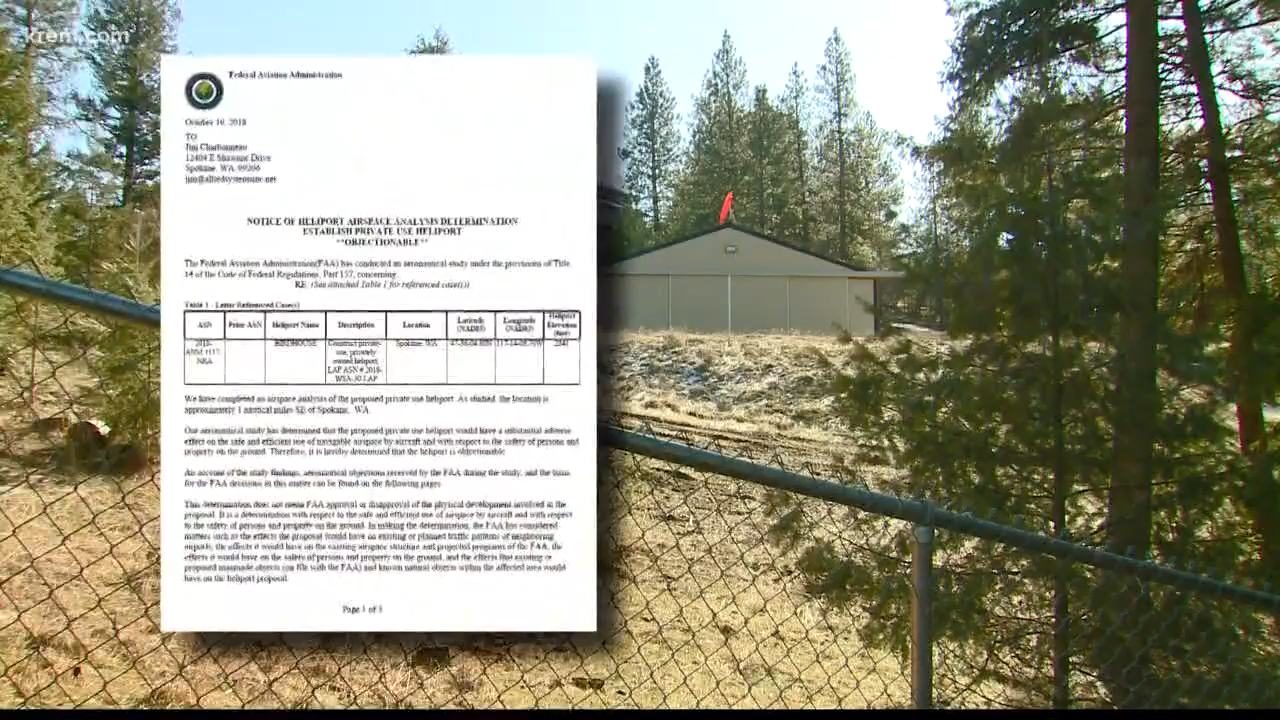 krem.com
Federal Aviation Administration
October 16, 2018
TO
Jim Charbonneau
12404 E Shawnee Drive
Spokane, WA 99206
jim@alliedsystemsinc.net
NOTICE OF HELIPORT AIRSPACE ANALYSIS DETERMINATION
ESTABLISH PRIVATE USE HELIPORT
**OBJECTIONABLE**
The Federal Aviation Administration(FAA) has conducted an aeronautical study under the provisions of Title
14 of the Code of Federal Regulations, Part 157, concerning:
RE: (See attached Table 1 for referenced case(s))
Table 1 - Letter Referenced Case(s)
ASN Prior ASN Heliport Name Description Location Latitude (NAD83) Longitude (NAD83) Heliport Elevation (feet)
2018- BIRDHOUSE Construct private- Spokane, WA
NRA use, privately
owned heliport,
LAP ASN # 2018-
We have completed an airspace analysis of the proposed private use heliport. As studied, the location is
approximately 1 nautical miles SE of Spokane, WA.
Our aeronautical study has determined that the proposed private use heliport would have a substantial adverse
effect on the safe and efficient use of navigable airspace by aircraft and with respect to the safety of persons and
property on the ground. Therefore, it is hereby determined that the heliport is objectionable.
An account of the study findings, aeronautical objections received by the FAA during the study, and the basis
for the FAA decisions in this matter can be found on the following pages.
This determination does not mean FAA approval or disapproval of the physical development involved in the
proposal. It is a determination with respect to the safe and efficient use of airspace by aircraft and with respect
to the safety of persons and property on the ground. In making the determination, the FAA has considered
matters such as the effects the proposal would have on existing or planned traffic patterns of neighboring
airports, the effects it would have on the existing airspace structure and projected programs of the FAA, the
effects it would have on the safety of persons and property on the ground, and the effects that existing or
proposed manmade objects (on file with the FAA) and known natural objects within the affected area would
have on the heliport proposal.
Page 1 of 3